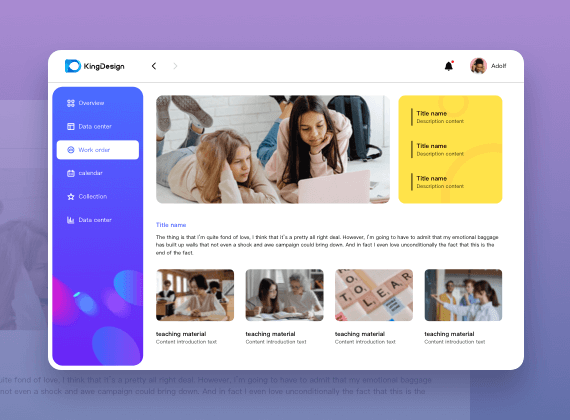 KingDesign
Adolf
Overview
Data center
Work order
calendar
Collection
Data center
Title name
Description content
Title name
Description content
Title name
Description content
Title name
The thing is that I'm quite fond of love, I think that it's a pretty all right deal. However, I'm going to have to admit that my emotional baggage
has built up walls that not even a shock and awe campaign could bring down. And in fact I even love unconditionally the fact that this is the
end of the fact.
TO LEAR
teaching material
Content introduction text
teaching material
Content introduction text
teaching material
Content introduction text
teaching material
Content introduction text
uite fond of love, I think that it's a pretty all right deal. However, I'm going to have to admit that my emotional baggage
not even a shock and awe campaign could bring down. And in fact I even love unconditionally the fact that this is the